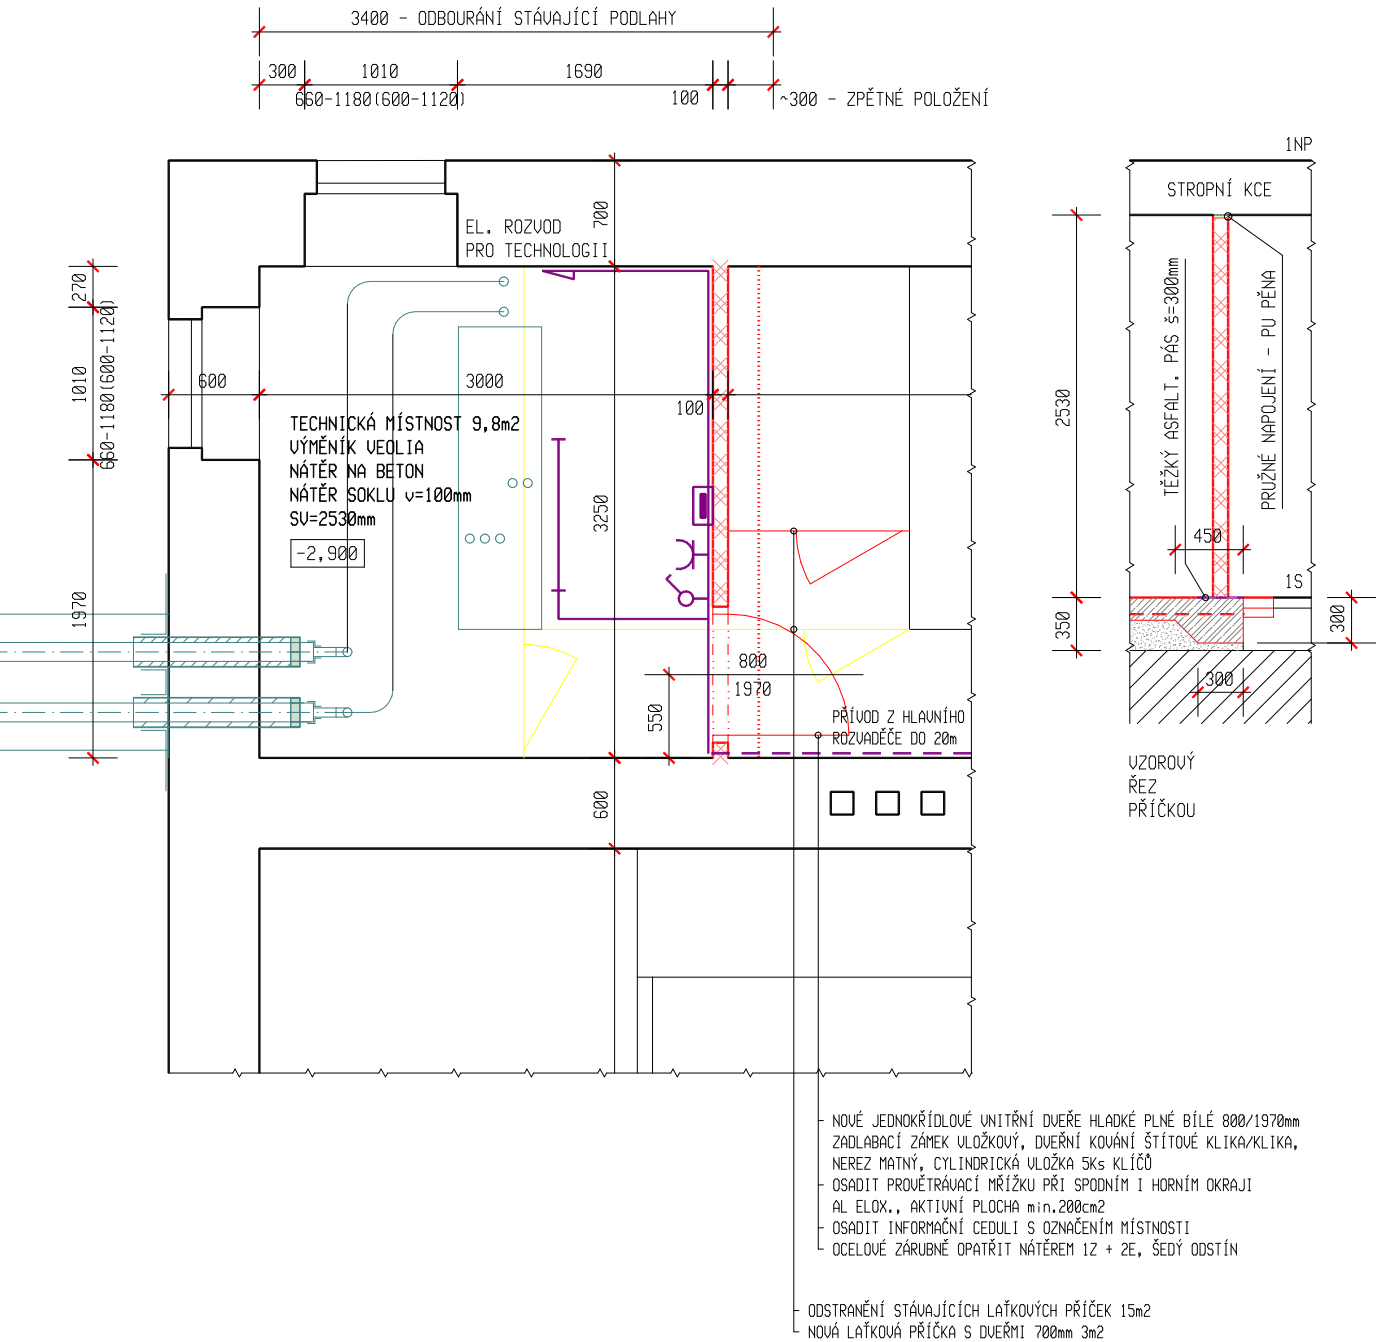 3400 - ODBOURÁNÍ STÁVAJÍCÍ PODLAHY
300
1010
1690
660-1180(600-1120)
100
~300 - ZPĚTNÉ POLOŽENÍ
1NP
STROPNÍ KCE
EL. ROZVOD
PRO TECHNOLOGII
700
270
1010
660-1180(600-1120)
1970
600
3000
100
TECHNICKÁ MÍSTNOST 9,8m2
VÝMĚNÍK VEOLIA
NÁTĚR NA BETON
NÁTĚR SOKLU v=100mm
SV=2530mm
-2,900
3250
800
1970
550
PŘÍVOD Z HLAVNÍHO
ROZVADĚČE DO 20m
600
2530
TĚŽKÝ ASFALT. PÁS š=300mm
PRUŽNÉ NAPOJENÍ - PU PĚNA
450
1S
350
300
300
VZOROVÝ
ŘEZ
PŘÍČKOU
NOVÉ JEDNOKŘÍDLOVÉ VNITŘNÍ DVEŘE HLADKÉ PLNÉ BÍLÉ 800/1970mm
ZADLABACÍ ZÁMEK VLOŽKOVÝ, DVEŘNÍ KOVÁNÍ ŠTÍTOVÉ KLIKA/KLIKA,
NEREZ MATNÝ, CYLINDRICKÁ VLOŽKA 5Ks KLÍČŮ
OSADIT PROVĚTRÁVACÍ MŘÍŽKU PŘI SPODNÍM I HORNÍM OKRAJI
AL ELOX., AKTIVNÍ PLOCHA min.200cm2
OSADIT INFORMAČNÍ CEDULI S OZNAČENÍM MÍSTNOSTI
OCELOVÉ ZÁRUBNĚ OPATŘIT NÁTĚREM 1Z + 2E, ŠEDÝ ODSTÍN
ODSTRANĚNÍ STÁVAJÍCÍCH LAŤKOVÝCH PŘÍČEK 15m2
NOVÁ LAŤKOVÁ PŘÍČKA S DVEŘMI 700mm 3m2